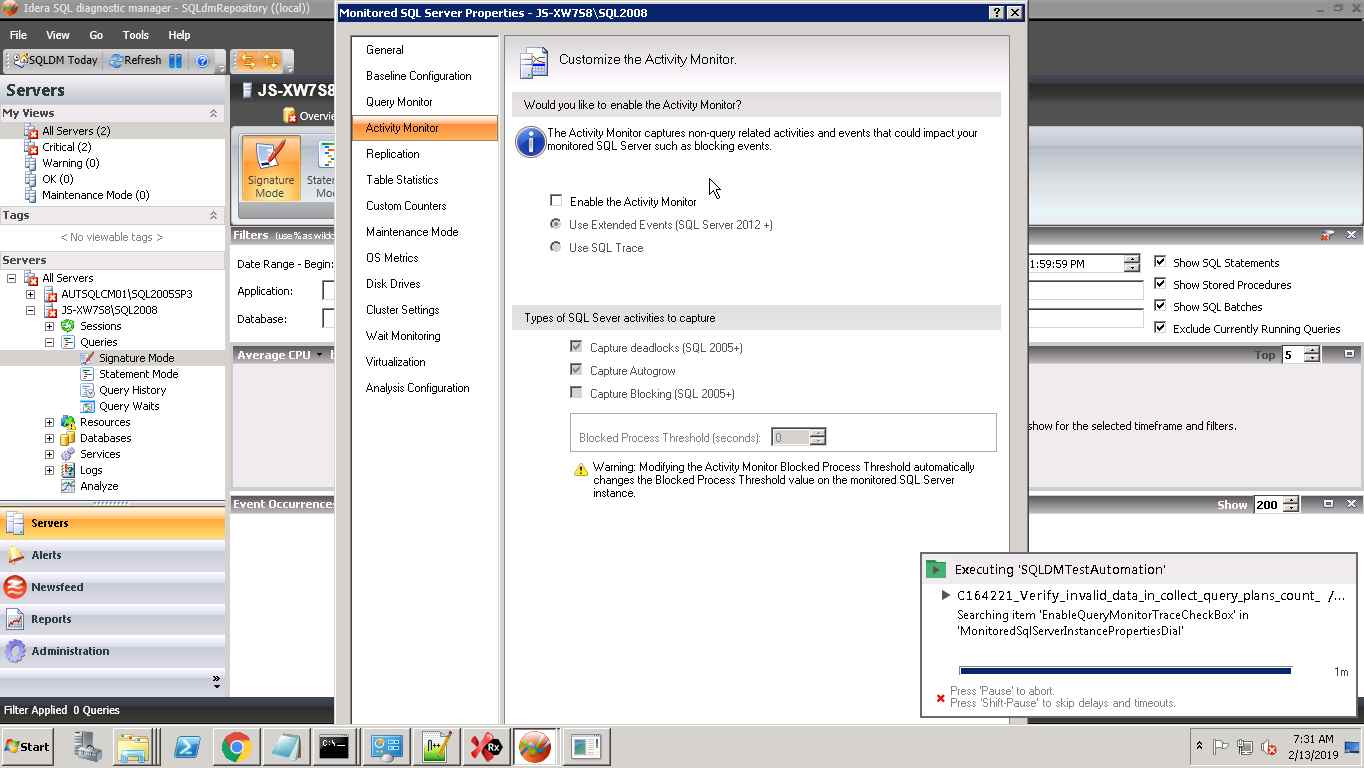 Idera SQL diagnostic manager - SQLdmRepository ((local))
File View Go Tools Help
SQLDM Today Refresh
Servers
My Views
All Servers (2)
Critical (2)
Warning (0)
OK (0)
Maintenance Mode (0)
Tags
< No viewable tags >
Servers
All Servers
AUTSQLCM01\SQL2005SP3
JS-XW7S8\SQL2008
Sessions
Queries
Signature Mode
Statement Mode
Query History
Query Waits
Resources
Databases
Services
Logs
Analyze
Servers
Alerts
Newsfeed
Reports
Administration
Filter Applied 0 Queries
JS-XW7S8
Overvie
Signature Mode
Statem Mo
Filters (use % as wildc
Date Range - Begin:
Application:
Database:
Average CPU
Event Occurrence
Monitored SQL Server Properties - JS-XW7S8\SQL2008
General
Baseline Configuration
Query Monitor
Activity Monitor
Replication
Table Statistics
Custom Counters
Maintenance Mode
OS Metrics
Disk Drives
Cluster Settings
Wait Monitoring
Virtualization
Analysis Configuration
Customize the Activity Monitor.
Would you like to enable the Activity Monitor?
The Activity Monitor captures non-query related activities and events that could impact your
monitored SQL Server such as blocking events.
Enable the Activity Monitor
Use Extended Events (SQL Server 2012 +)
Use SQL Trace
Types of SQL Sever activities to capture
Capture deadlocks (SQL 2005+)
Capture Autogrow
Capture Blocking (SQL 2005+)
Blocked Process Threshold (seconds): 0
Warning: Modifying the Activity Monitor Blocked Process Threshold automatically
changes the Blocked Process Threshold value on the monitored SQL Server
instance.
1:59:59 PM
Show SQL Statements
Show Stored Procedures
Show SQL Batches
Exclude Currently Running Queries
Top 5
show for the selected timeframe and filters.
Show 200
Executing 'SQLDMTestAutomation'
C164221_Verify_invalid_data_in_collect_query_plans_count_ /...
Searching item 'EnableQueryMonitorTraceCheckBox' in
'MonitoredSqlServerInstancePropertiesDial'
1m
Press 'Pause' to abort.
Press 'Shift-Pause' to skip delays and timeouts.
Start
C:\
Rx
7:31 AM
2/13/2019